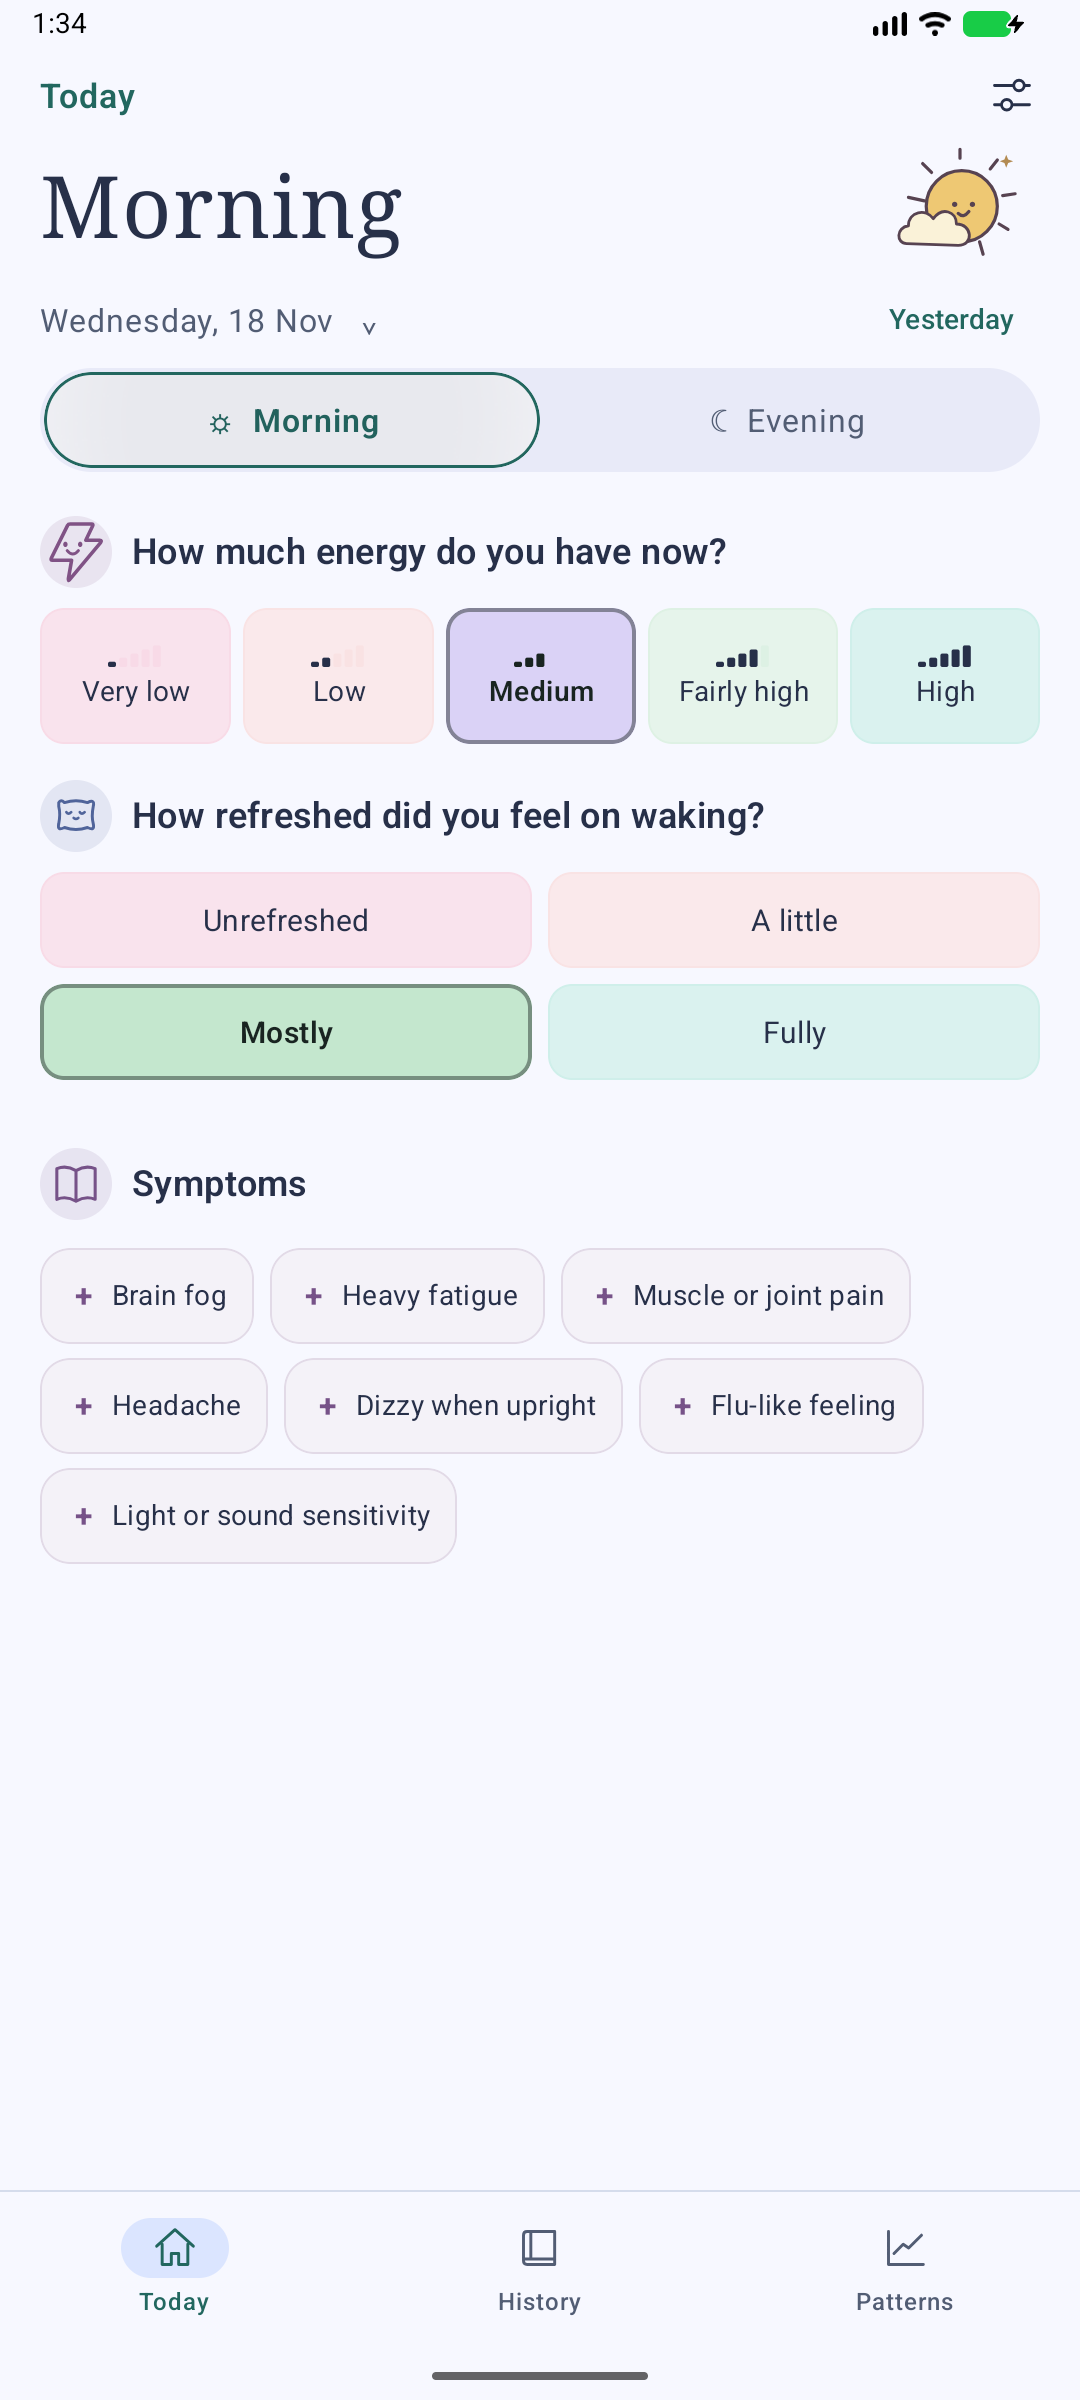 1:34
Today
Morning
Wednesday, 18 Nov
Yesterday
Morning
Evening
How much energy do you have now?
Very low
Low
Medium
Fairly high
High
How refreshed did you feel on waking?
Unrefreshed
A little
Mostly
Fully
Symptoms
+ Brain fog
+ Heavy fatigue
+ Muscle or joint pain
+ Headache
+ Dizzy when upright
+ Flu-like feeling
+ Light or sound sensitivity
Today
History
Patterns